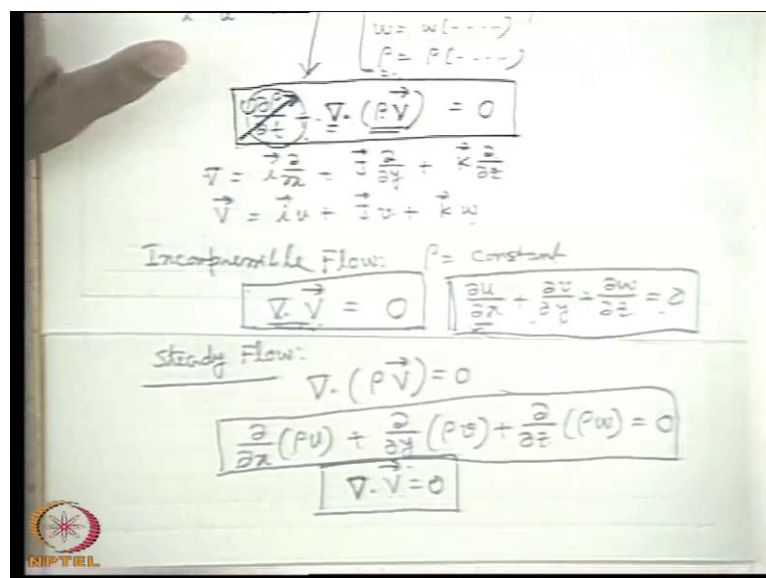 w = w(----)
ρ = ρ(----)
∂ρ/∂t + ∇·(ρV⃗) = 0
∇ = i⃗ ∂/∂x + j⃗ ∂/∂y + k⃗ ∂/∂z
V⃗ = i⃗u + j⃗v + k⃗w
Incompressible Flow: ρ = constant
∇·V⃗ = 0 ∂u/∂x + ∂v/∂y + ∂w/∂z = 0
Steady Flow:
∇·(ρV⃗) = 0
∂/∂x (ρu) + ∂/∂y (ρv) + ∂/∂z (ρw) = 0
∇·V⃗ = 0
NPTEL